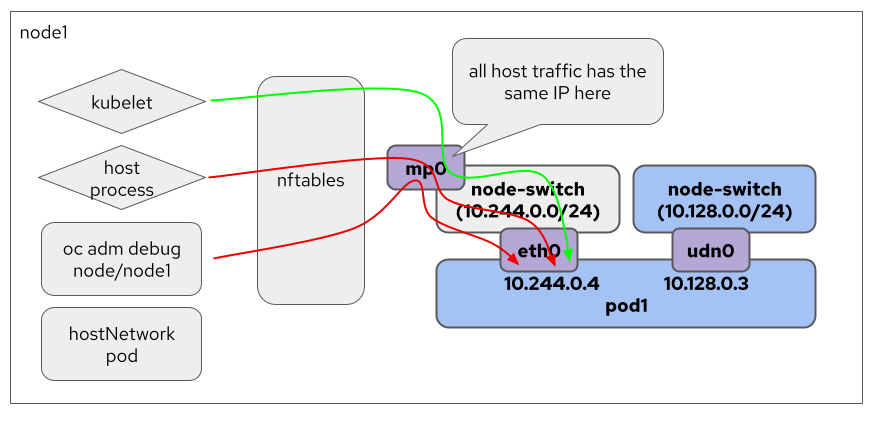 node1
kubelet
host
process
oc adm debug
node/node1
hostNetwork
pod
nftables
all host traffic has the
same IP here
mp0
node-switch
(10.244.0.0/24)
node-switch
(10.128.0.0/24)
eth0
udn0
10.244.0.4
10.128.0.3
pod1